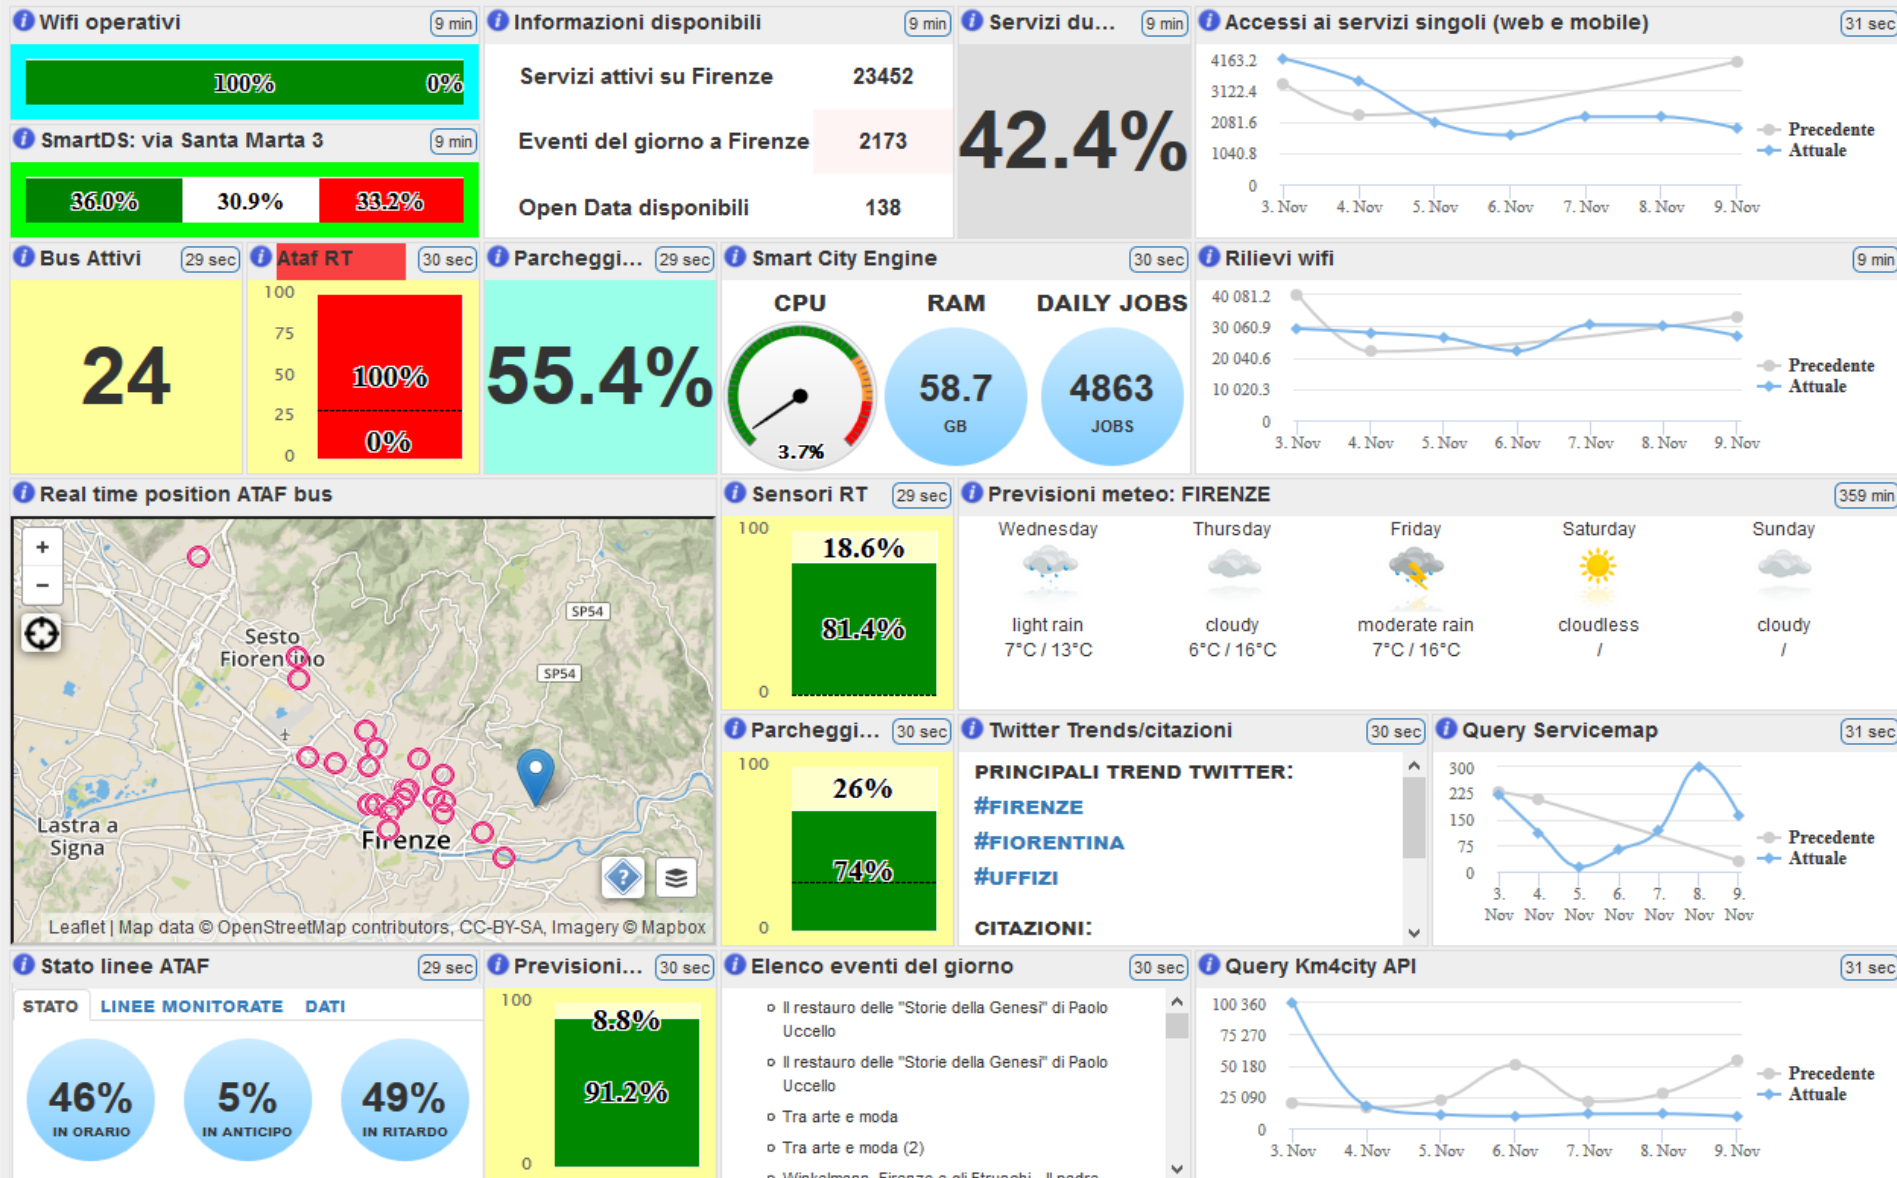 Wifi operativi
9 min
100%
0%
Informazioni disponibili
9 min
Servizi attivi su Firenze
23452
Eventi del giorno a Firenze
2173
Open Data disponibili
138
Servizi du...
9 min
42.4%
Accessi ai servizi singoli (web e mobile)
31 sec
4163.2
3122.4
2081.6
1040.8
0
3. Nov
4. Nov
5. Nov
6. Nov
7. Nov
8. Nov
9. Nov
Precedente
Attuale
SmartDS: via Santa Marta 3
9 min
36.0%
30.9%
33.2%
Bus Attivi
29 sec
24
Ataf RT
30 sec
100
75
50
25
0
100%
0%
Parcheggi...
29 sec
55.4%
Smart City Engine
30 sec
CPU
3.7%
RAM
58.7
GB
DAILY JOBS
4863
JOBS
Rilievi wifi
9 min
40 081.2
30 060.9
20 040.6
10 020.3
0
3. Nov
4. Nov
5. Nov
6. Nov
7. Nov
8. Nov
9. Nov
Precedente
Attuale
Real time position ATAF bus
+
−
Sesto
Fiorentino
SP54
SP54
Lastra a
Signa
Firenze
?
Leaflet | Map data © OpenStreetMap contributors, CC-BY-SA, Imagery © Mapbox
Sensori RT
29 sec
100
0
18.6%
81.4%
Previsioni meteo: FIRENZE
359 min
Wednesday
light rain
7°C / 13°C
Thursday
cloudy
6°C / 16°C
Friday
moderate rain
7°C / 16°C
Saturday
cloudless
/
Sunday
cloudy
/
Parcheggi...
30 sec
100
0
26%
74%
Twitter Trends/citazioni
30 sec
PRINCIPALI TREND TWITTER:
#FIRENZE
#FIORENTINA
#UFFIZI
CITAZIONI:
Query Servicemap
31 sec
300
225
150
75
0
3. Nov
4. Nov
5. Nov
6. Nov
7. Nov
8. Nov
9. Nov
Precedente
Attuale
Stato linee ATAF
29 sec
STATO
LINEE MONITORATE
DATI
46%
IN ORARIO
5%
IN ANTICIPO
49%
IN RITARDO
Previsioni...
30 sec
100
0
8.8%
91.2%
Elenco eventi del giorno
30 sec
Il restauro delle "Storie della Genesi" di Paolo
Uccello
Il restauro delle "Storie della Genesi" di Paolo
Uccello
Tra arte e moda
Tra arte e moda (2)
Query Km4city API
31 sec
100 360
75 270
50 180
25 090
0
3. Nov
4. Nov
5. Nov
6. Nov
7. Nov
8. Nov
9. Nov
Precedente
Attuale